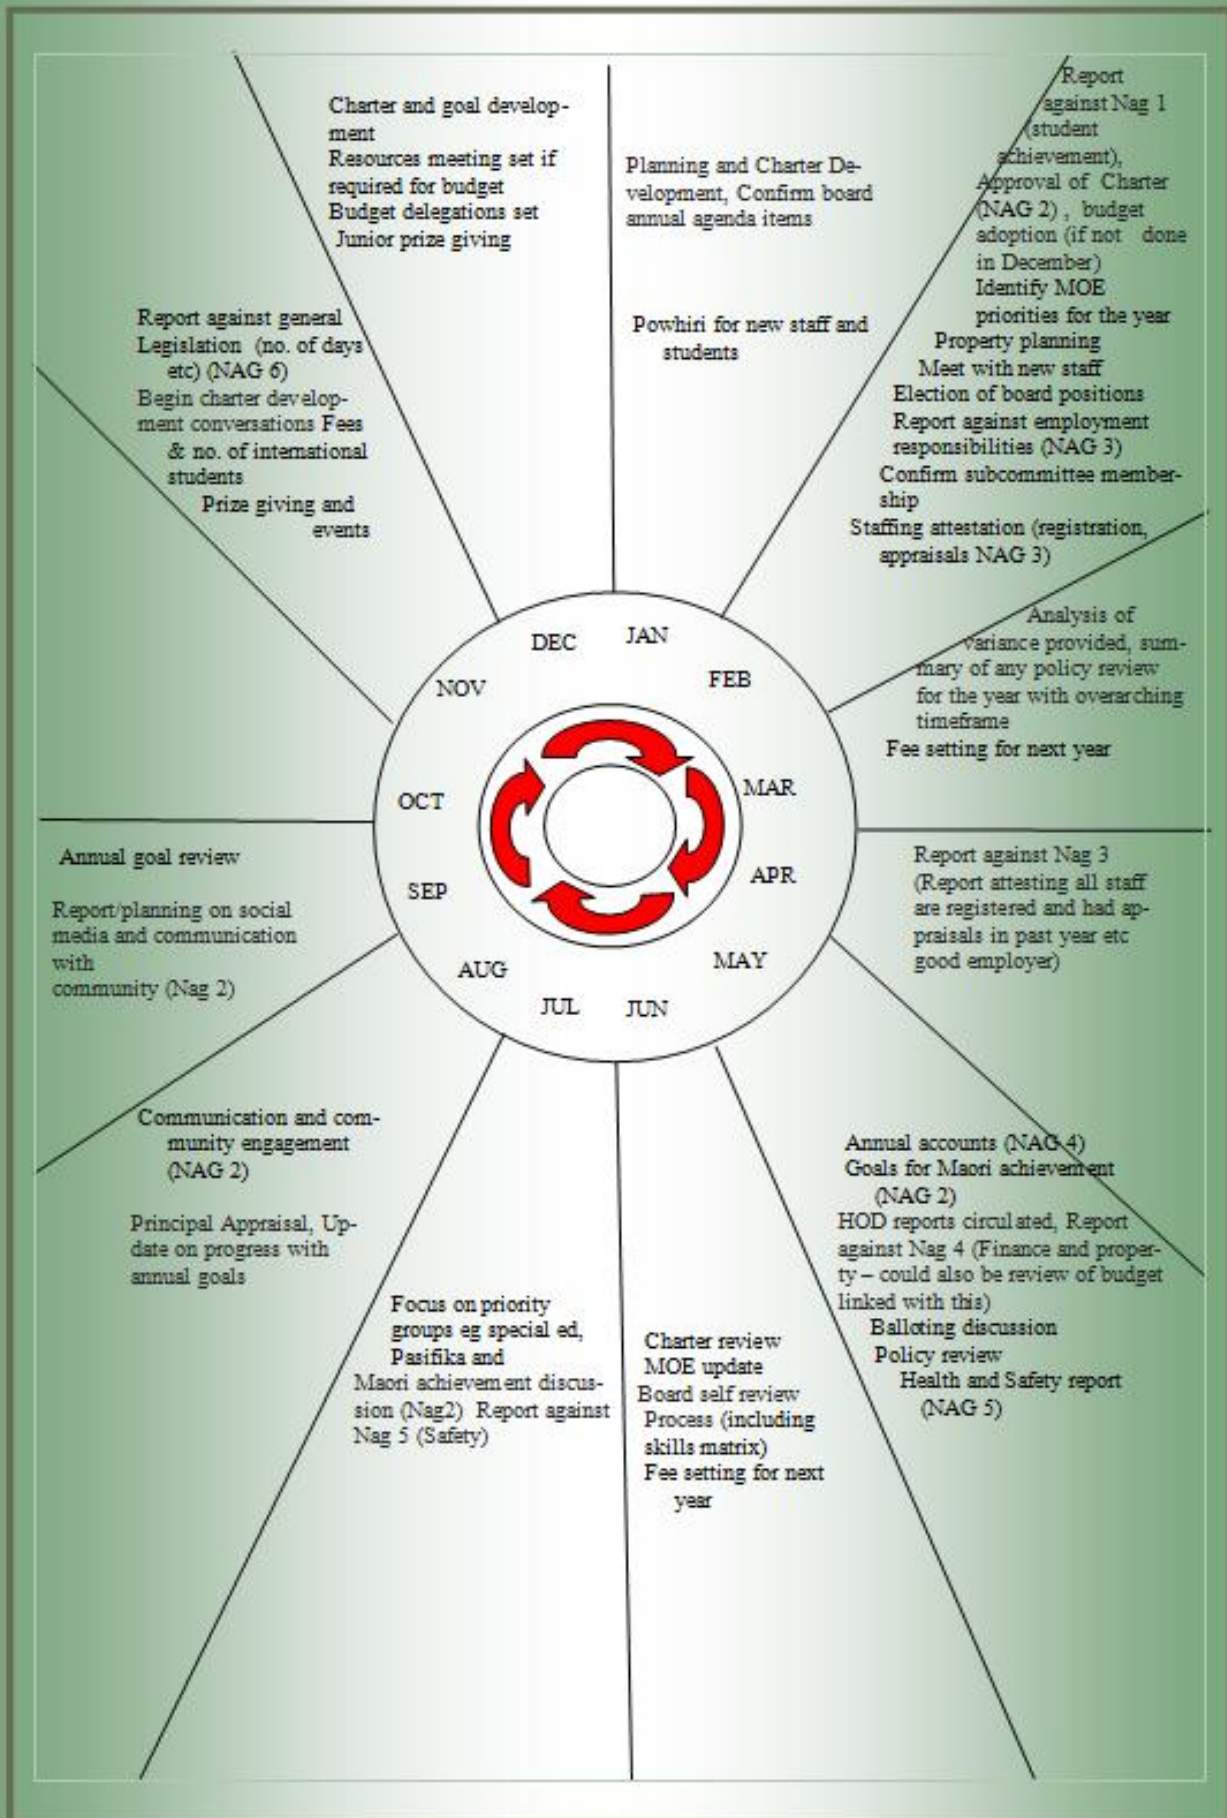 Charter and goal develop-
ment
Resources meeting set if
required for budget
Budget delegations set
Junior prize giving
Planning and Charter De-
velopment, Confirm board
annual agenda items
Powhiri for new staff and
students
Report
against Nag 1
(student
achievement),
Approval of Charter
(NAG 2) , budget
adoption (if not done
in December)
Identify MOE
priorities for the year
Property planning
Meet with new staff
Election of board positions
Report against employment
responsibilities (NAG 3)
Confirm subcommittee member-
ship
Staffing attestation (registration,
appraisals NAG 3)
Report against general
Legislation (no. of days
etc) (NAG 6)
Begin charter develop-
ment conversations Fees
& no. of international
students
Prize giving and
events
Analysis of
variance provided, sum-
mary of any policy review
for the year with overarching
timeframe
Fee setting for next year
DEC
JAN
NOV
FEB
OCT
MAR
SEP
APR
AUG
MAY
JUL
JUN
Annual goal review
Report/planning on social
media and communication
with
community (Nag 2)
Report against Nag 3
(Report attesting all staff
are registered and had ap-
praisals in past year etc
good employer)
Communication and com-
munity engagement
(NAG 2)
Principal Appraisal, Up-
date on progress with
annual goals
Annual accounts (NAG 4)
Goals for Maori achievement
(NAG 2)
HOD reports circulated, Report
against Nag 4 (Finance and proper-
ty – could also be review of budget
linked with this)
Balloting discussion
Policy review
Health and Safety report
(NAG 5)
Focus on priority
groups eg special ed,
Pasifika and
Maori achievement discus-
sion (Nag2) Report against
Nag 5 (Safety)
Charter review
MOE update
Board self review
Process (including
skills matrix)
Fee setting for next
year